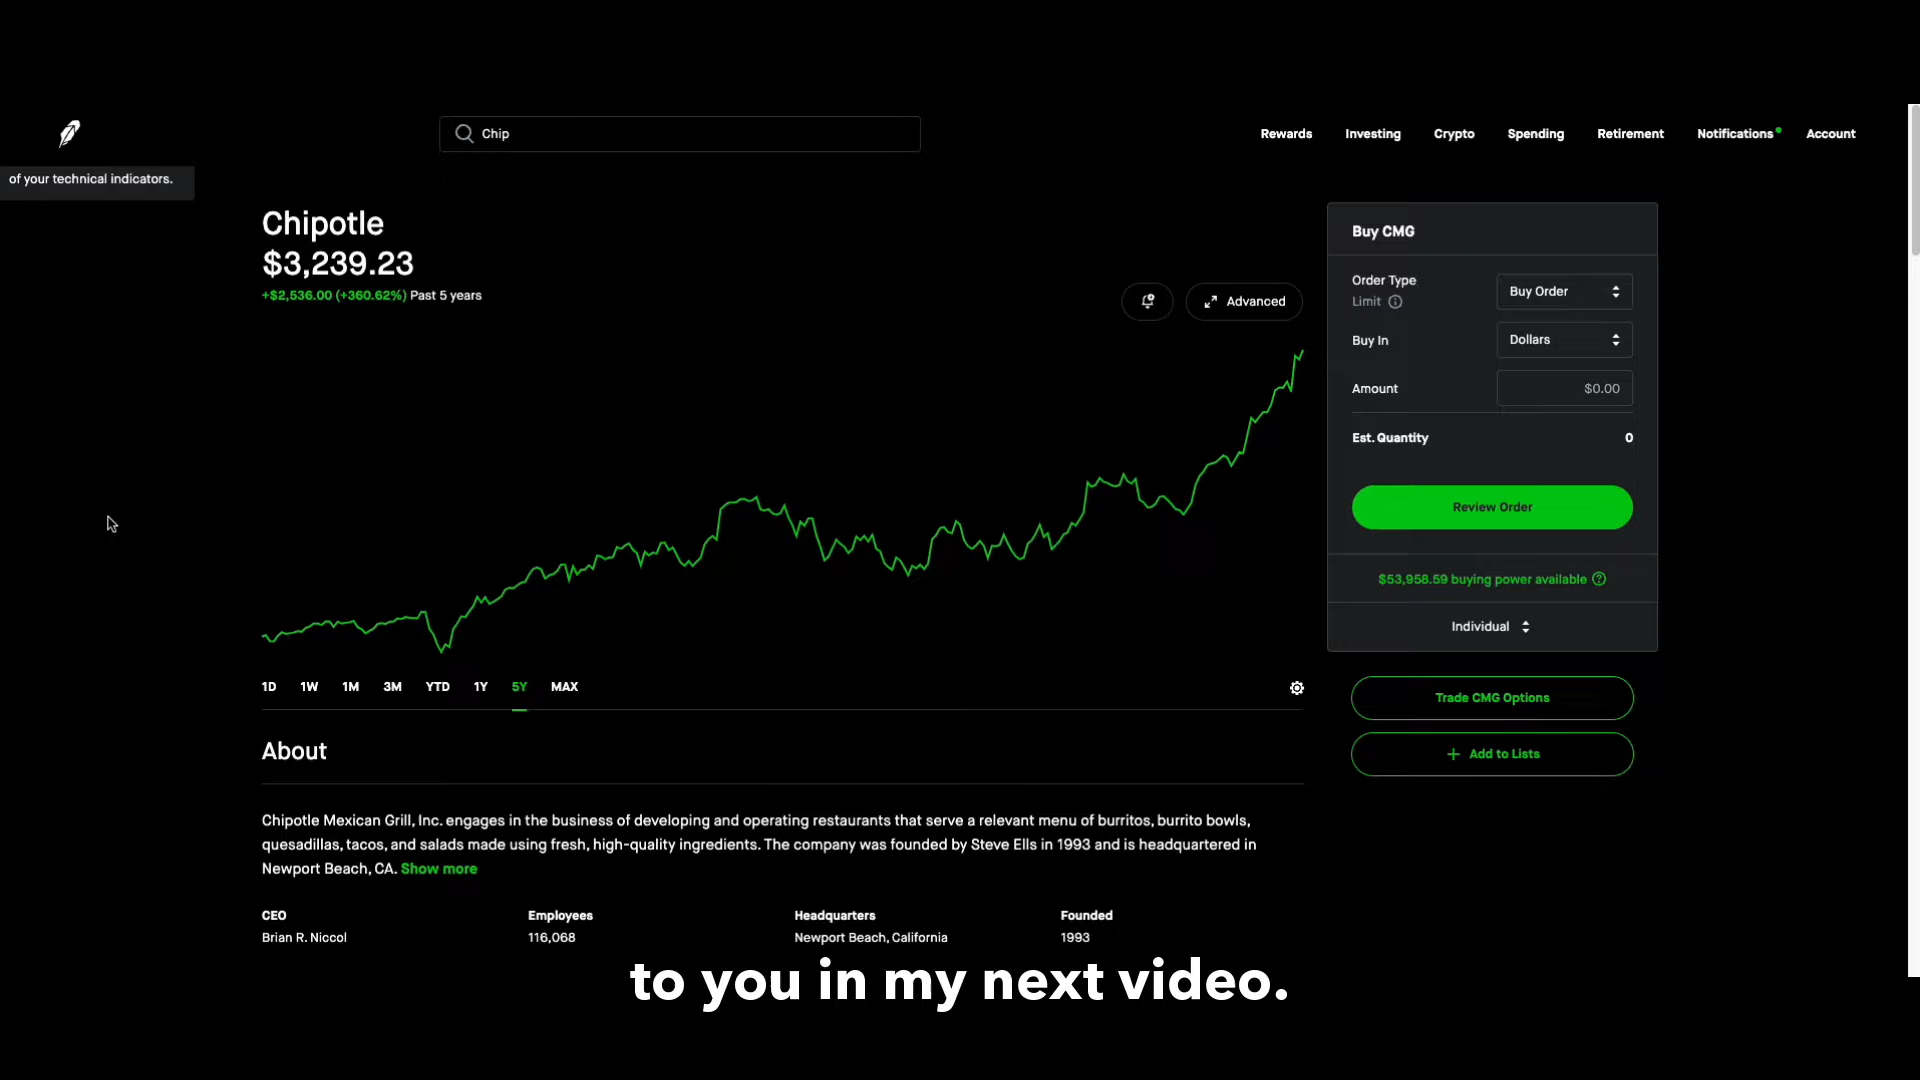 Chip
Rewards
Investing
Crypto
Spending
Retirement
Notifications
Account
of your technical indicators.
Chipotle
$3,239.23
+$2,536.00 (+360.62%) Past 5 years
Advanced
Buy CMG
Order Type
Limit
Buy Order
Buy In
Dollars
Amount
$0.00
Est. Quantity
0
Review Order
$53,958.59 buying power available
Individual
1D
1W
1M
3M
YTD
1Y
5Y
MAX
Trade CMG Options
+ Add to Lists
About
Chipotle Mexican Grill, Inc. engages in the business of developing and operating restaurants that serve a relevant menu of burritos, burrito bowls,
quesadillas, tacos, and salads made using fresh, high-quality ingredients. The company was founded by Steve Ells in 1993 and is headquartered in
Newport Beach, CA. Show more
CEO
Brian R. Niccol
Employees
116,068
Headquarters
Newport Beach, California
Founded
1993
to you in my next video.